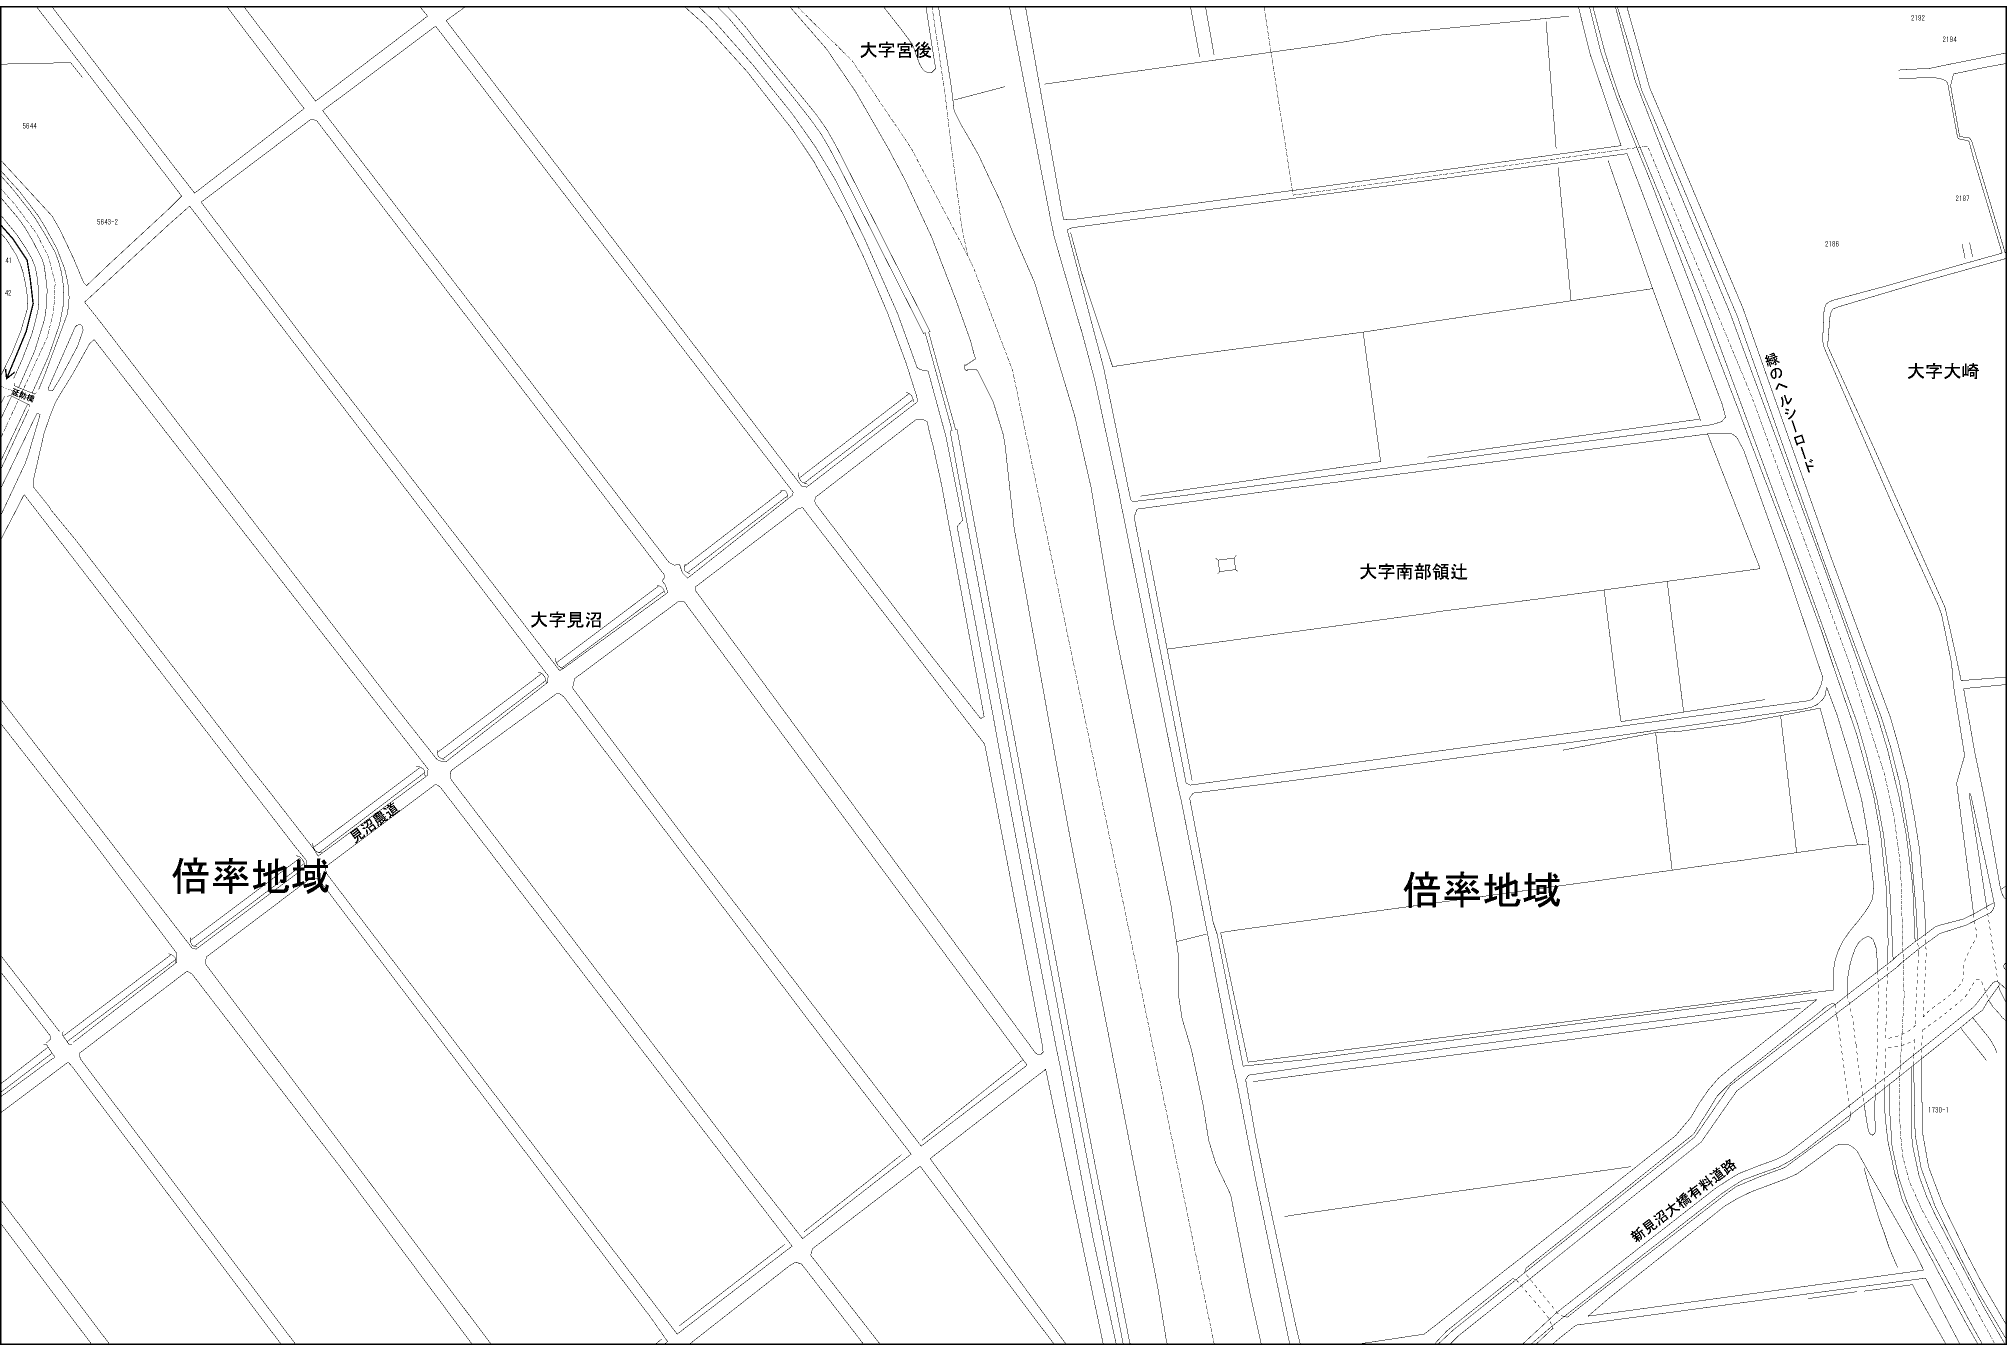 2192
大字宮後
2194
5644
2187
5643-2
2186
41
42
緑のヘルシーロード
大字大崎
大字南部領辻
大字見沼
見沼農道
倍率地域
倍率地域
1730-1
新見沼大橋有料道路